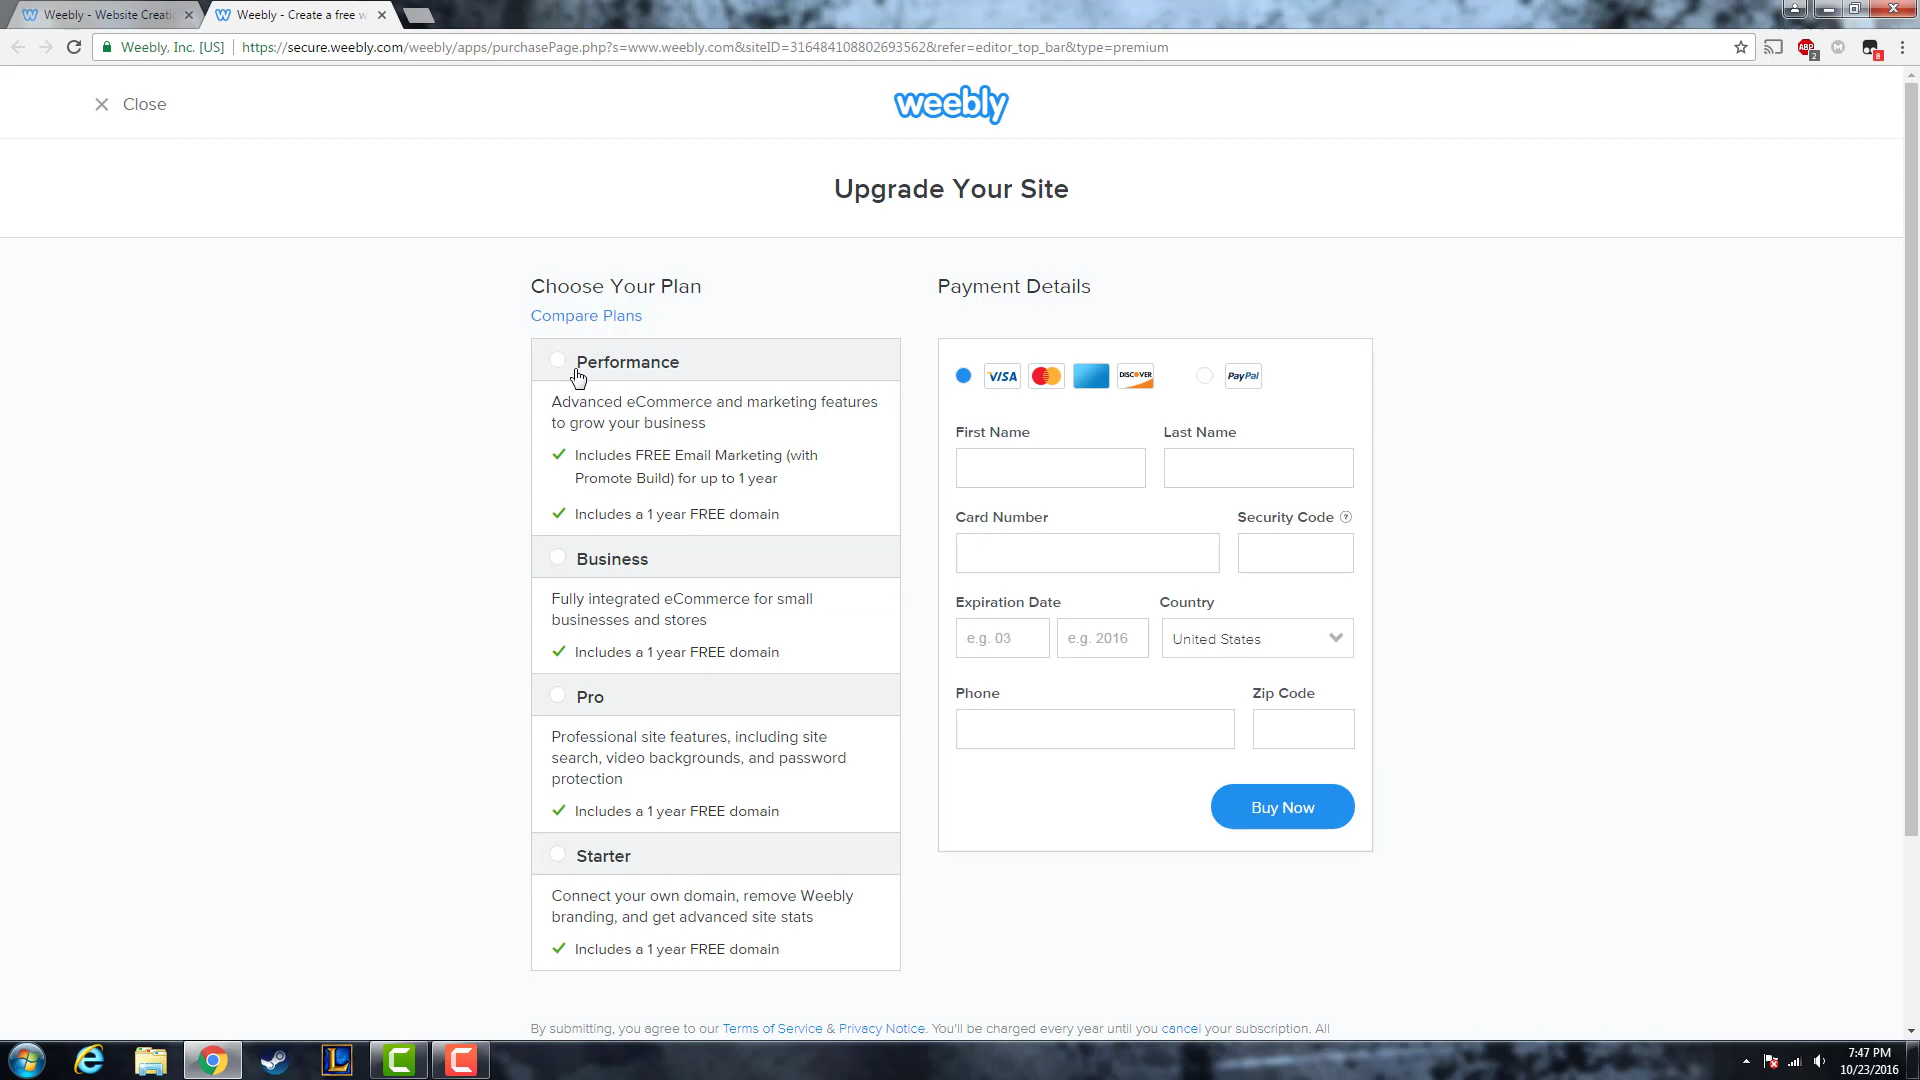 Weebly - Website Creati
Weebly - Create a free w
Weebly, Inc. [US]
https://secure.weebly.com/weebly/apps/purchasePage.php?s=www.weebly.com&siteID=316484108802693562&refer=editor_top_bar&type=premium
ABP
2
M
8
Close
weebly
Upgrade Your Site
Choose Your Plan
Compare Plans
Performance
Advanced eCommerce and marketing features
to grow your business
Includes FREE Email Marketing (with
Promote Build) for up to 1 year
Includes a 1 year FREE domain
Business
Fully integrated eCommerce for small
businesses and stores
Includes a 1 year FREE domain
Pro
Professional site features, including site
search, video backgrounds, and password
protection
Includes a 1 year FREE domain
Starter
Connect your own domain, remove Weebly
branding, and get advanced site stats
Includes a 1 year FREE domain
Payment Details
VISA
DISCOVER
PayPal
First Name
Last Name
Card Number
Security Code ?
Expiration Date
Country
e.g. 03
e.g. 2016
United States
Phone
Zip Code
Buy Now
By submitting, you agree to our Terms of Service & Privacy Notice. You'll be charged every year until you cancel your subscription. All
7:47 PM
10/23/2016